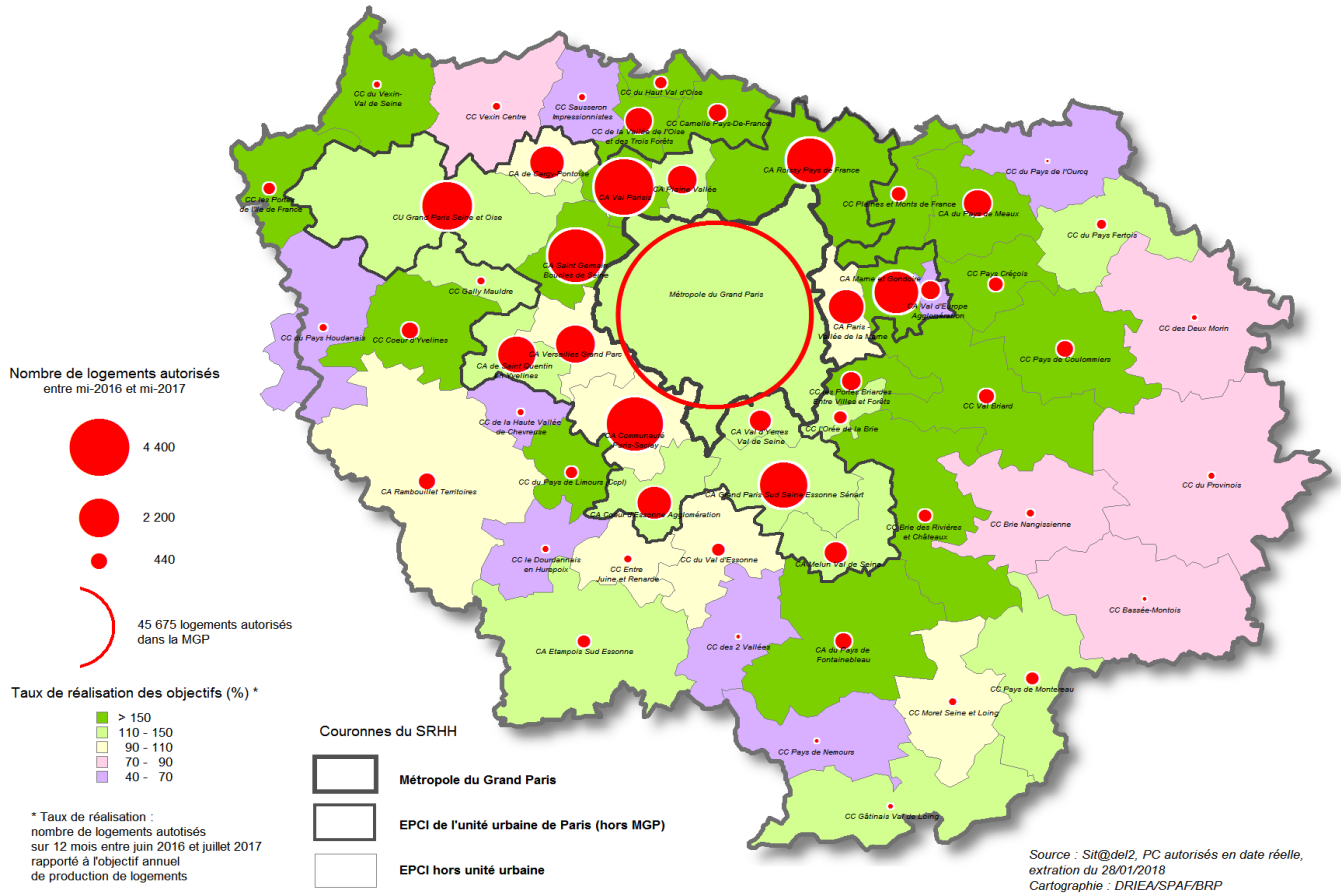 CC du Vexin-
Val de Seine
CC Vexin Centre
CC Sausseron
Impressionnistes
CC du Haut Val d'Oise
CC Carnelle Pays-De-France
CC de la Vallée de l'Oise
et des Trois Forêts
CA de Cergy-Pontoise
CA Val Parisis
CA Plaine Vallée
CA Roissy Pays de France
CC du Pays de l'Ourcq
CC les Portes
de l'Ile de France
CU Grand Paris Seine et Oise
CC Plaines et Monts de France
CA du Pays de Meaux
CC du Pays Fertois
CA Saint Germain
Boucles de Seine
CC Gally Mauldre
Métropole du Grand Paris
CA Marne et Gondoire
CA Val d'Europe
Agglomération
CC Pays Créçois
CC des Deux Morin
CC du Pays Houdanais
CC Coeur d'Yvelines
CA Versailles Grand Parc
CA de Saint Quentin
en Yvelines
CA Paris -
Vallée de la Marne
CC Pays de Coulommiers
CC les Portes Briardes
Entre Villes et Forêts
CC Val Briard
CC l'Orée de la Brie
CC de la Haute Vallée
de Chevreuse
CA Communauté
Paris-Saclay
CA Val d'Yerres
Val de Seine
CC du Pays de Limours (Ccpl)
CA Rambouillet Territoires
CA Grand Paris Sud Seine Essonne Sénart
CA Coeur d'Essonne Agglomération
CC du Provinois
CC Brie Nangissienne
CC Brie des Rivières
et Châteaux
CC le Dourdannais
en Hurepoix
CC Entre
Juine et Renarde
CC du Val d'Essonne
CA Melun Val de Seine
CC Bassée-Montois
CA Etampois Sud Essonne
CC des 2 Vallées
CA du Pays de
Fontainebleau
CC Pays de Montereau
CC Moret Seine et Loing
CC Pays de Nemours
CC Gâtinais Val de Loing
Nombre de logements autorisés
entre mi-2016 et mi-2017
4 400
2 200
440
45 675 logements autorisés
dans la MGP
Taux de réalisation des objectifs (%) *
> 150
110 - 150
90 - 110
70 - 90
40 - 70
* Taux de réalisation :
nombre de logements autotisés
sur 12 mois entre juin 2016 et juillet 2017
rapporté à l'objectif annuel
de production de logements
Couronnes du SRHH
Métropole du Grand Paris
EPCI de l'unité urbaine de Paris (hors MGP)
EPCI hors unité urbaine
Source : Sit@del2, PC autorisés en date réelle,
extration du 28/01/2018
Cartographie : DRIEA/SPAF/BRP